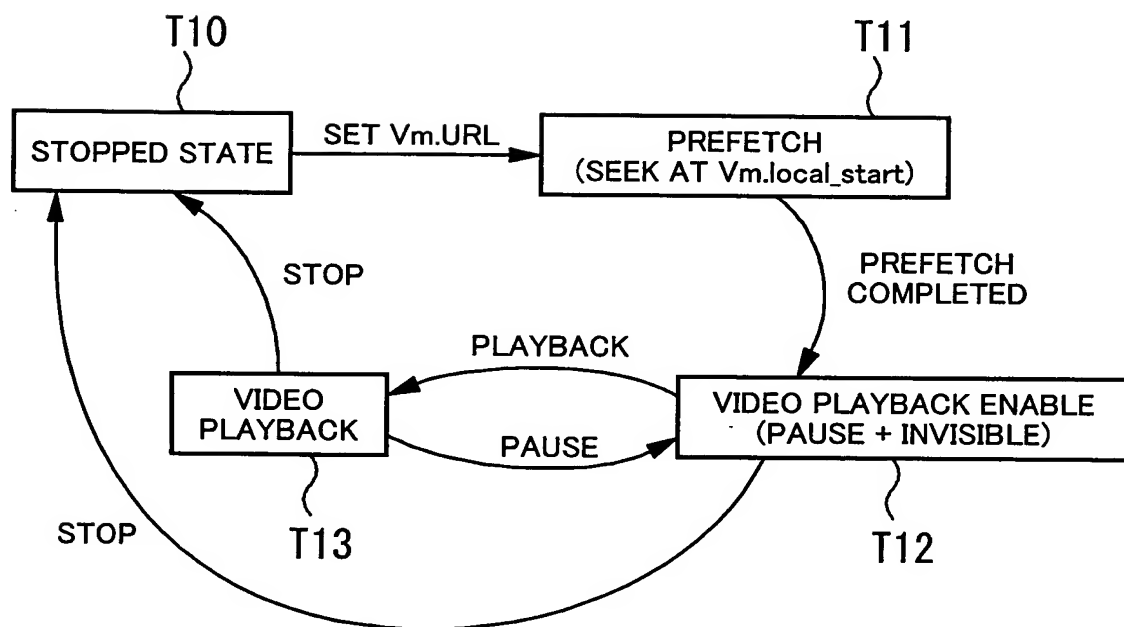 T10
T11
STOPPED STATE
SET Vm.URL
PREFETCH
(SEEK AT Vm.local_start)
STOP
PREFETCH
COMPLETED
PLAYBACK
VIDEO
PLAYBACK
VIDEO PLAYBACK ENABLE
(PAUSE + INVISIBLE)
PAUSE
STOP
T13
T12